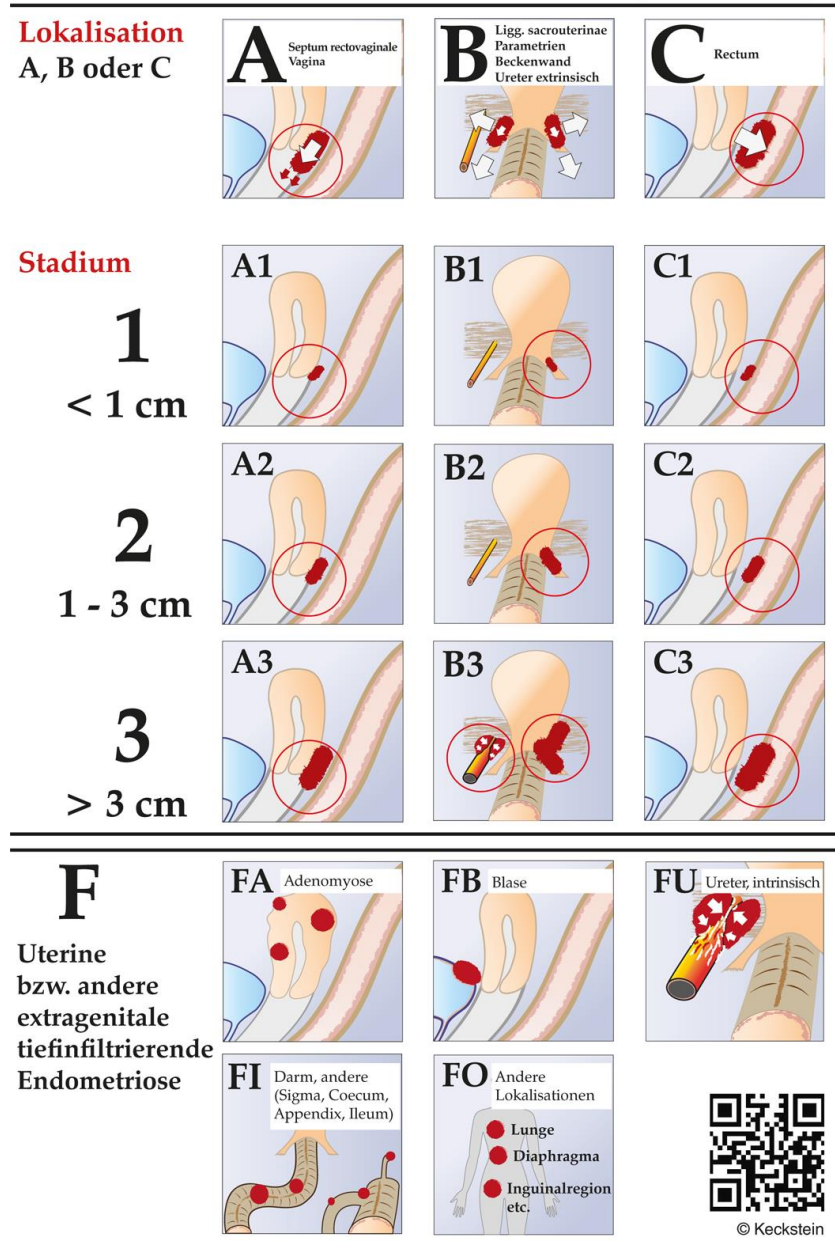 Lokalisation
A, B oder C
A
Septum rectovaginale
Vagina
B
Ligg. sacrouterinae
Parametrien
Beckenwand
Ureter extrinsisch
C
Rectum
Stadium
1
< 1 cm
A1
B1
C1
2
1 - 3 cm
A2
B2
C2
3
> 3 cm
A3
B3
C3
F
Uterine
bzw. andere
extragenitale
tiefinfiltrierende
Endometriose
FA Adenomyose
FB Blase
FU Ureter, intrinsisch
FI Darm, andere
(Sigma, Coecum,
Appendix, Ileum)
FO Andere
Lokalisationen
Lunge
Diaphragma
Inguinalregion
etc.
© Keckstein